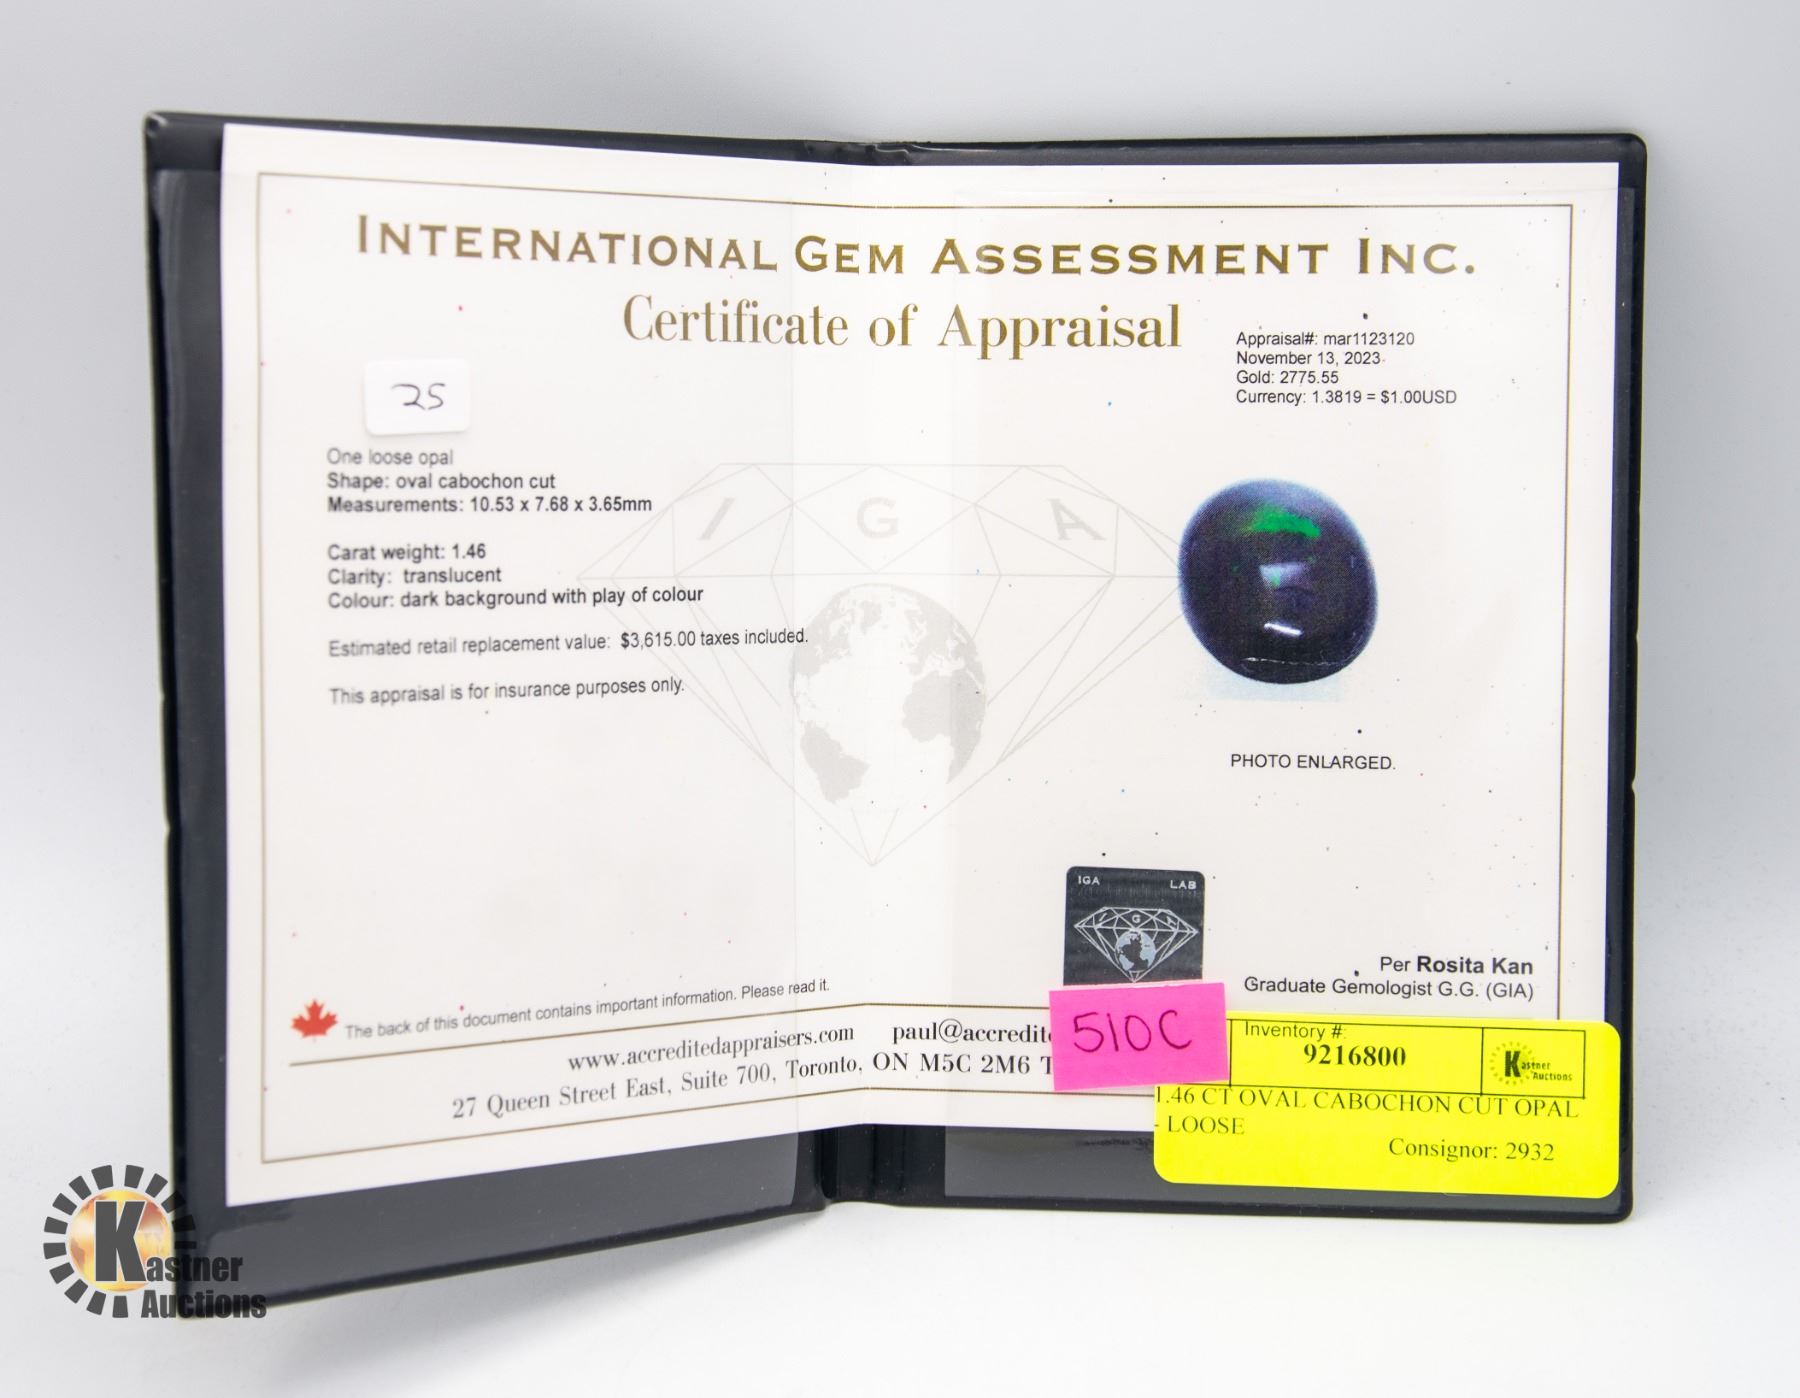 INTERNATIONAL GEM ASSESSMENT INC.
Certificate of Appraisal
Appraisal#: mar1123120
November 13, 2023
Gold: 2775.55
Currency: 1.3819 = $1.00USD
25
One loose opal
Shape: oval cabochon cut
Measurements: 10.53 x 7.68 x 3.65mm
Carat weight: 1.46
Clarity: translucent
Colour: dark background with play of colour
Estimated retail replacement value: $3,615.00 taxes included.
This appraisal is for insurance purposes only.
I G A
PHOTO ENLARGED.
IGA LAB
I G A
Per Rosita Kan
Graduate Gemologist G.G. (GIA)
The back of this document contains important information. Please read it.
www.accreditedappraisers.com paul@accredite
27 Queen Street East, Suite 700, Toronto, ON M5C 2M6 T
510C
Inventory #:
9216800
Kastner
Auctions
1.46 CT OVAL CABOCHON CUT OPAL
- LOOSE
Consignor: 2932
Kastner
Auctions